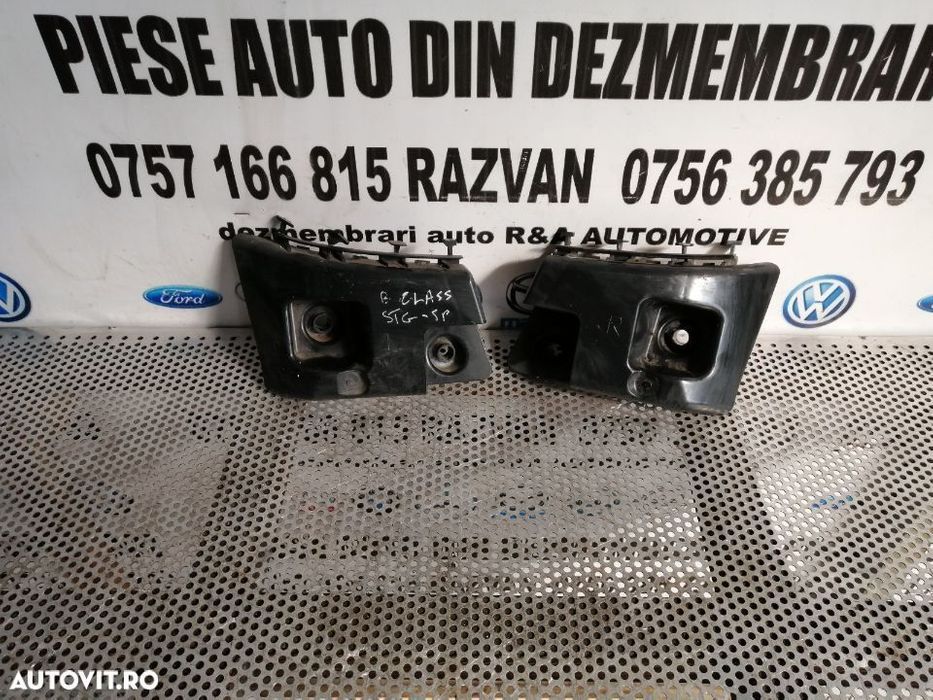 PIESE AUTO DIN DEZMEMBRAR
0757 166 815 RAZVAN 0756 385 793
dezmembrari auto R&A AUTOMOTIVE
Ford
E CLASS
STG - SP
R
AUTOVIT.RO